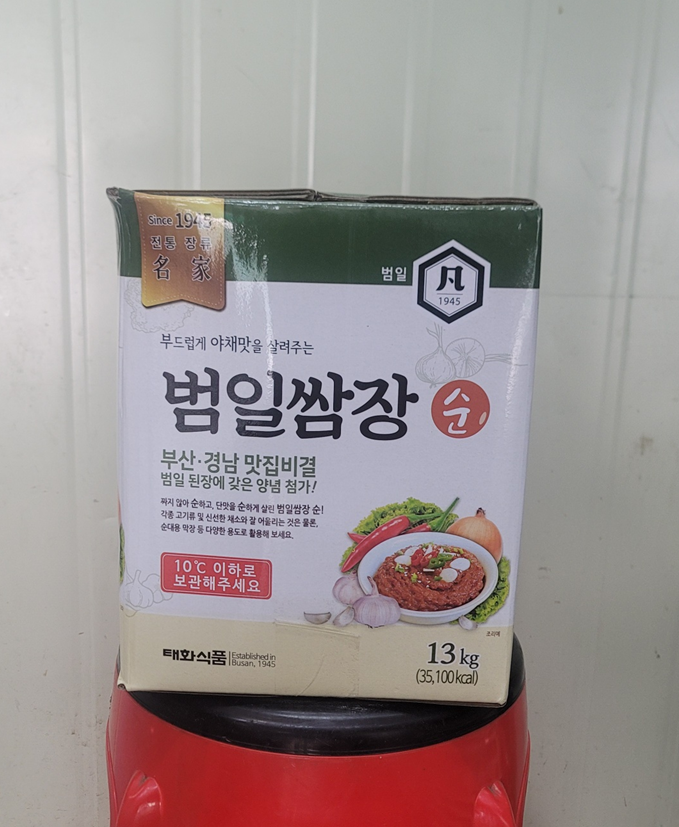 Since 1945
전통 장류
名家
범일
凡
1945
부드럽게 야채맛을 살려주는
범일쌈장 순
부산·경남 맛집비결
범일 된장에 갖은 양념 첨가!
짜지 않아 순하고, 단맛을 순하게 살린 범일쌈장 순!
각종 고기류 및 신선한 채소와 잘 어울리는 것은 물론,
순대용 막장 등 다양한 용도로 활용해 보세요.
10℃ 이하로
보관해주세요
조리예
태화식품
Established in
Busan, 1945
13kg
(35,100kcal)